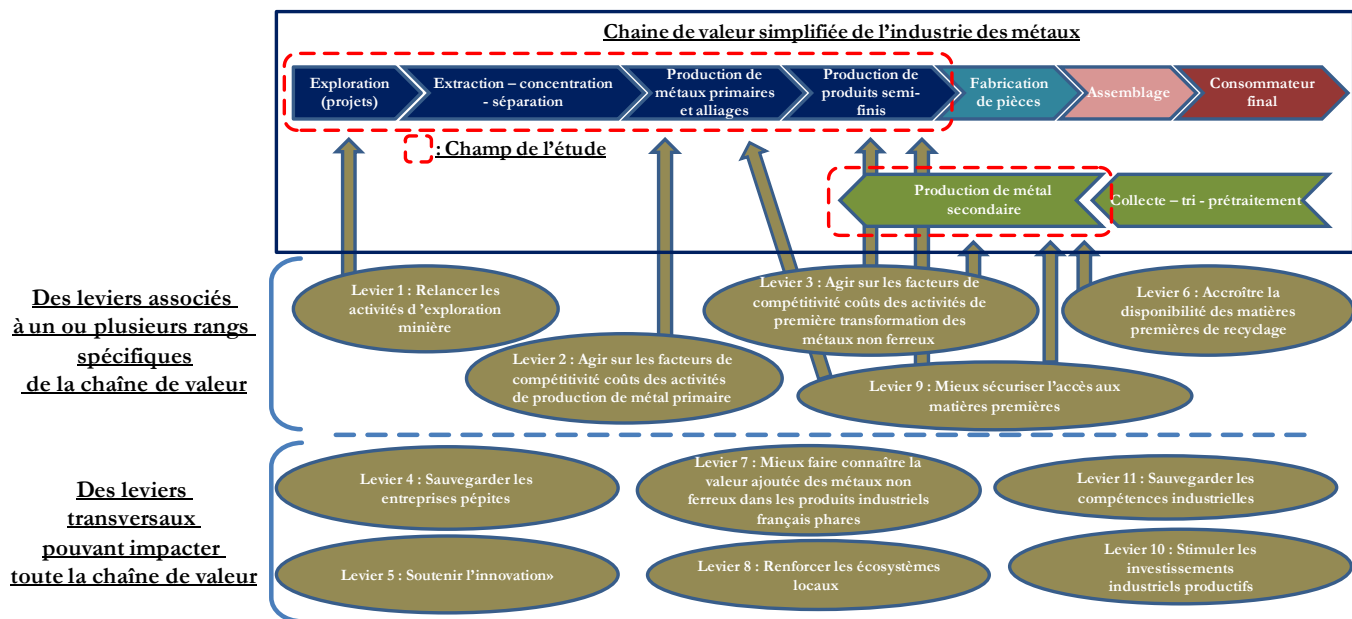 Chaine de valeur simplifiée de l’industrie des métaux
Exploration
(projets)
Extraction – concentration
- séparation
Production de
métaux primaires
et alliages
Production de
produits semi-
finis
Fabrication
de pièces
Assemblage
Consommateur
final
: Champ de l’étude
Production de métal
secondaire
Collecte – tri - prétraitement
Des leviers associés
à un ou plusieurs rangs
spécifiques
de la chaîne de valeur
Levier 1 : Relancer les
activités d ’exploration
minière
Levier 2 : Agir sur les facteurs de
compétitivité coûts des activités
de production de métal primaire
Levier 3 : Agir sur les facteurs de
compétitivité coûts des activités de
première transformation des
métaux non ferreux
Levier 6 : Accroître la
disponibilité des matières
premières de recyclage
Levier 9 : Mieux sécuriser l’accès aux
matières premières
Des leviers
transversaux
pouvant impacter
toute la chaîne de valeur
Levier 4 : Sauvegarder les
entreprises pépites
Levier 7 : Mieux faire connaître la
valeur ajoutée des métaux non
ferreux dans les produits industriels
français phares
Levier 11 : Sauvegarder les
compétences industrielles
Levier 5 : Soutenir l’innovation»
Levier 8 : Renforcer les écosystèmes
locaux
Levier 10 : Stimuler les
investissements
industriels productifs